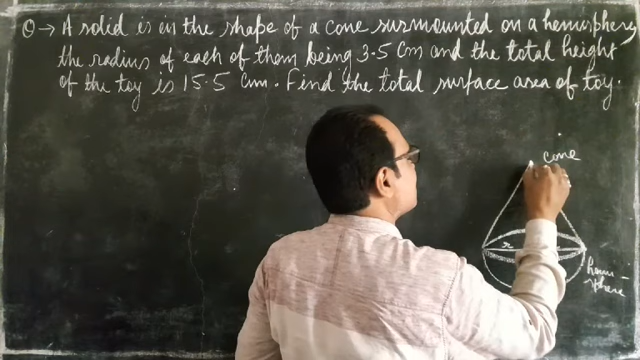 Q → A solid is in the shape of a cone surmounted on a hemisphere,
the radius of each of them being 3.5 cm and the total height
of the toy is 15.5 cm. Find the total surface area of toy.
cone
r
hemi-
sphere